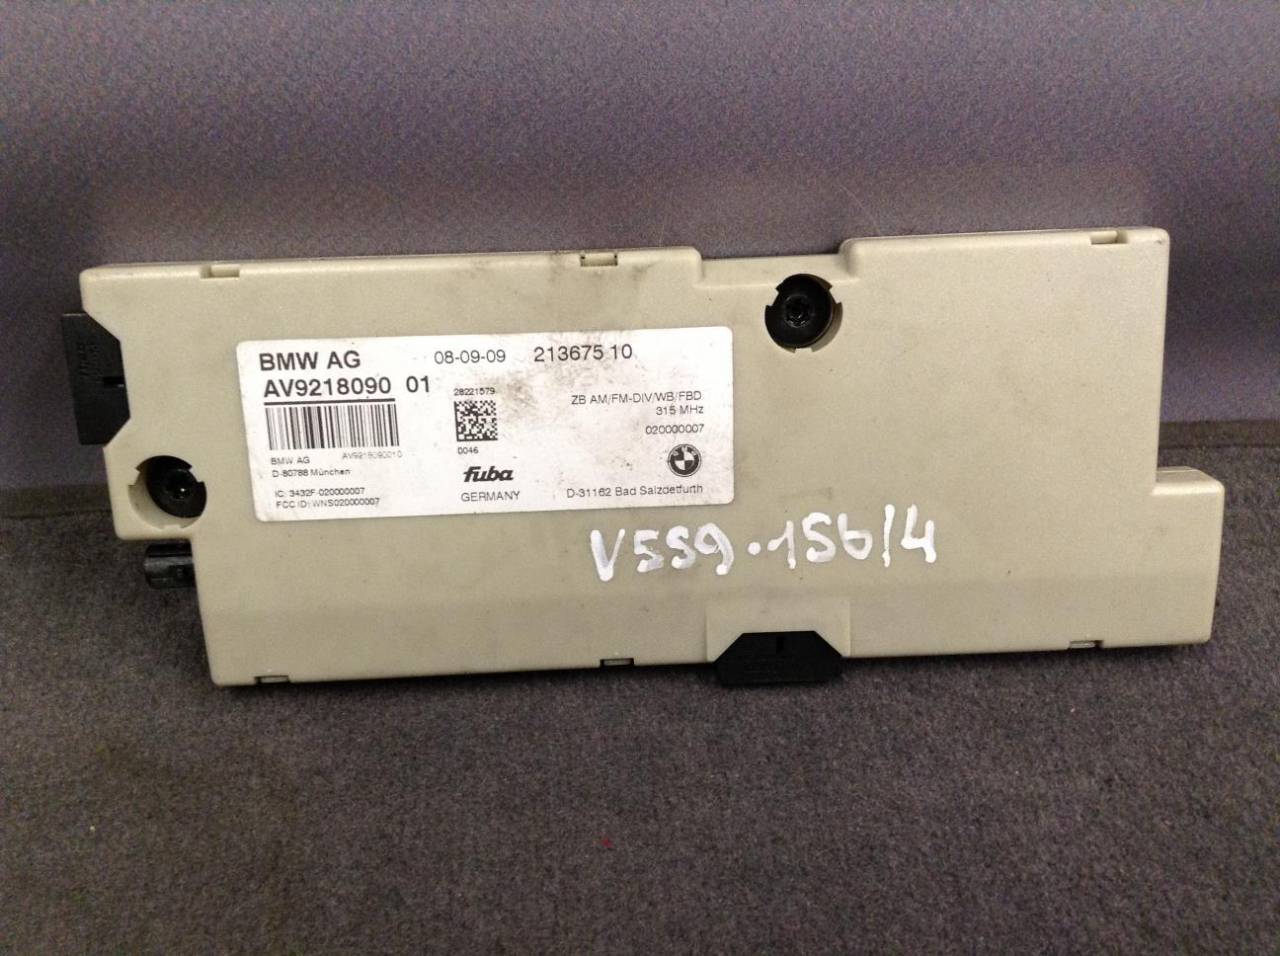 BMW AG 08-09-09 213675 10
AV9218090 01
28221579
ZB AM/FM-DIV/WB/FBD
315 MHz
020000007
0046
BMW AG AV9218090010
D-80788 München
IC: 3432F-020000007
FCC ID: WNS020000007
fuba
GERMANY
D-31162 Bad Salzdetfurth
V559.156/4